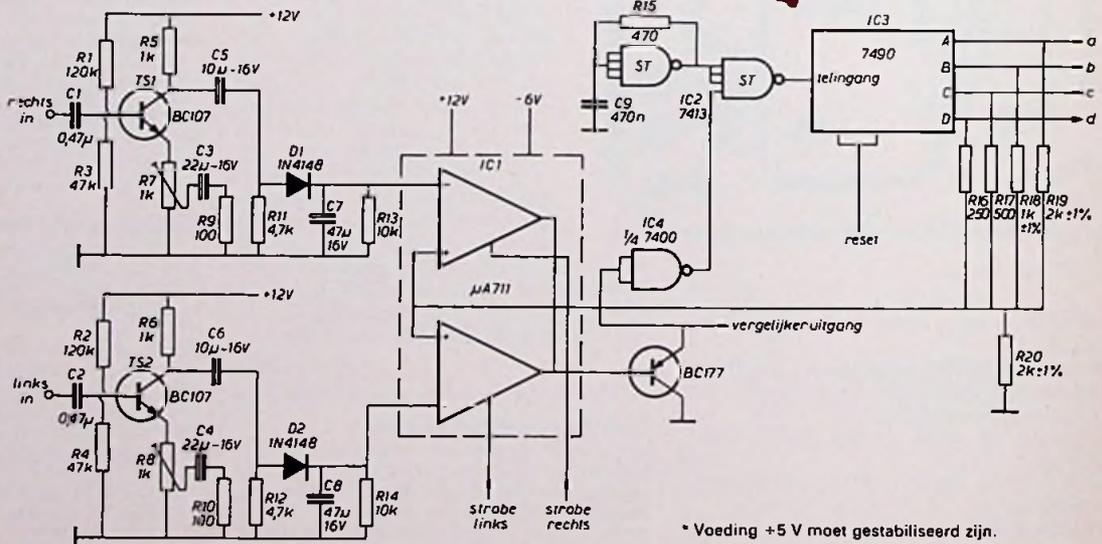 +12V
R1
120k
R5
1k
C5
10µ-16V
TS1
BC107
rechts
in
C1
0,47µ
R3
47k
R7
1k
C3
22µ-16V
R9
100
D1
1N4148
R11
4,7k
C7
47µ
16V
R13
10k
+12V
-6V
IC1
µA711
R15
470
ST
C9
470n
ST
IC2
7413
IC3
7490
telingang
A
B
C
D
a
b
c
d
reset
R16
250
R17
500
R18
1k
±1%
R19
2k±1%
IC4
¼ 7400
vergelijkeruitgang
BC177
R20
2k±1%
+12V
R2
120k
R6
1k
C6
10µ-16V
TS2
BC107
links
in
C2
0,47µ
R4
47k
R8
1k
C4
22µ-16V
R10
100
D2
1N4148
R12
4,7k
C8
47µ
16V
R14
10k
strobe
links
strobe
rechts
* Voeding +5 V moet gestabiliseerd zijn.